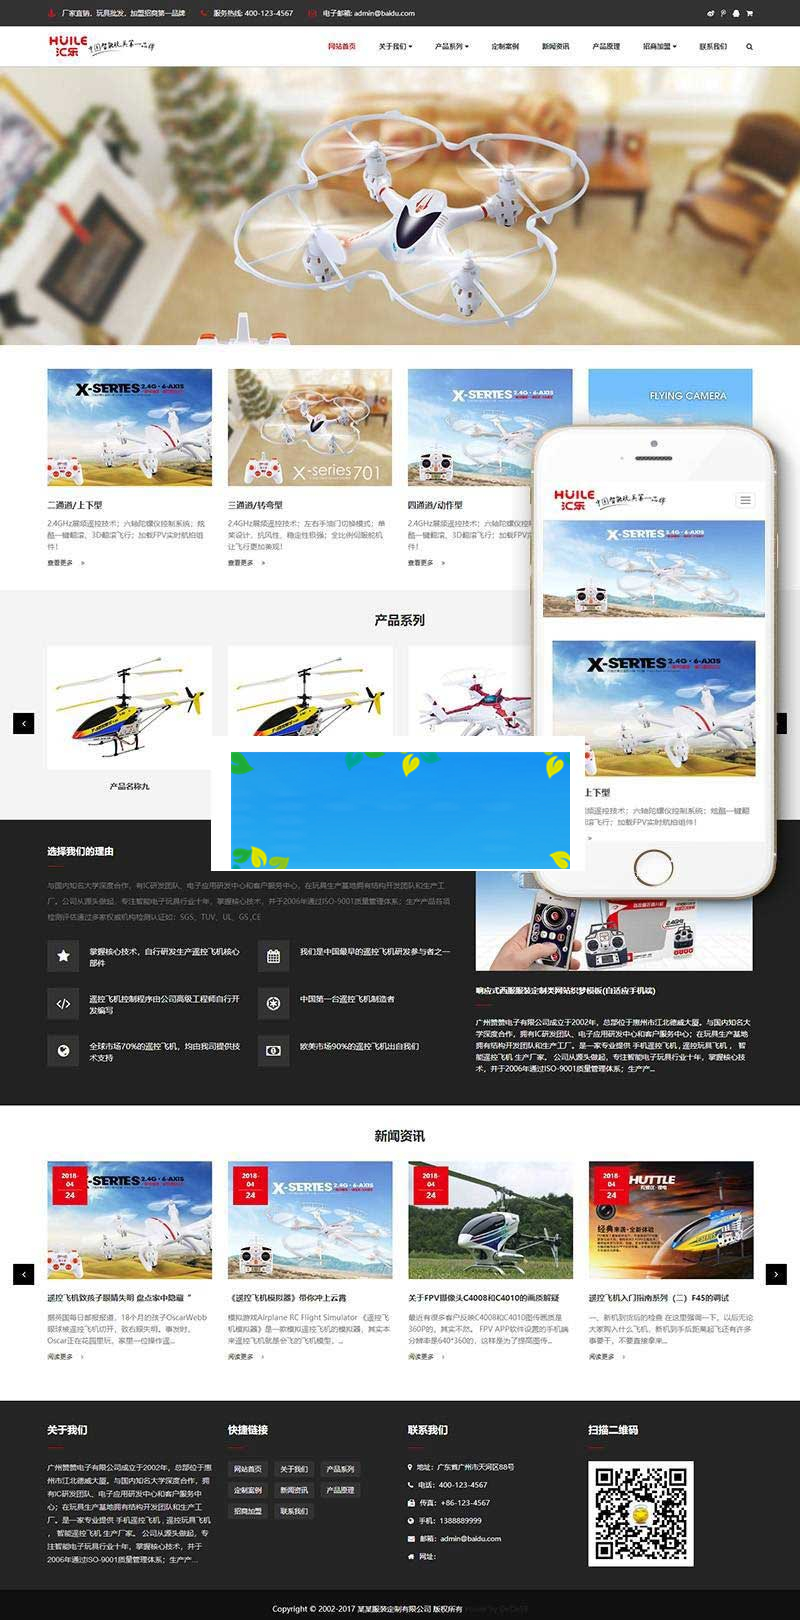 厂家直销、玩具批发，加盟招商第一品牌 服务热线: 400-123-4567 电子邮箱: admin@baidu.com
HUILE
汇乐 中国智能玩具第一品牌
网站首页 关于我们 产品系列 定制案例 新闻资讯 产品原理 招商加盟 联系我们
X-SERIES 2.4G·6-AXIS
X-series 701
X-SERIES 2.4G·6-AXIS
FLYING CAMERA
二通道/上下型
2.4GHz展频遥控技术；六轴陀螺仪控制系统；炫
酷一键翻滚、3D翻滚飞行；加载FPV实时航拍组
件！
查看更多 >
三通道/转弯型
2.4GHz展频遥控技术；左右手油门切换模式；单
桨设计，抗风性、稳定性极强；全比例伺服舵机
让飞行更加美观！
查看更多 >
四通道/动作型
2.4GHz展频遥控技术；六轴陀螺仪
酷一键翻滚、3D翻滚飞行；加载FPV
件！
查看更多 >
HUILE
汇乐 中国智能玩具第一品牌
X-SERIES 2.4G·6-AXIS
X-SERIES 2.4G·6-AXIS
上下型
展频遥控技术；六轴陀螺仪控制系统；炫酷一键翻
滚飞行；加载FPV实时航拍组件！
>
产品系列
产品名称九
选择我们的理由
与国内知名大学深度合作，有IC研发团队、电子应用研发中心和客户服务中心，在玩具生产基地拥有结构开发团队和生产工
厂。公司从源头做起，专注智能电子玩具行业十年，掌握核心技术，并于2006年通过ISO-9001质量管理体系；生产产品各项
检测评估通过多家权威机构检测认证如：SGS、TUV、UL、GS ,CE
掌握核心技术，自行研发生产遥控飞机核心
部件
我们是中国最早的遥控飞机研发参与者之一
遥控飞机控制程序由公司高级工程师自行开
发编写
中国第一台遥控飞机制造者
全球市场70%的遥控飞机，均由我司提供技
术支持
欧美市场90%的遥控飞机出自我们
2.4GHz
响应式西服服装定制类网站织梦模板(自适应手机端)
广州赞赞电子有限公司成立于2002年，总部位于惠州市江北德威大厦。与国内知名大
学深度合作，拥有IC研发团队、电子应用研发中心和客户服务中心；在玩具生产基地
拥有结构开发团队和生产工厂。是一家专业提供 手机遥控飞机 , 遥控玩具飞机 ， 智
能遥控飞机 生产厂家。 公司从源头做起，专注智能电子玩具行业十年，掌握核心技
术，并于2006年通过ISO-9001质量管理体系；生产产...
新闻资讯
2018-
04
24
X-SERIES 2.4G·6-AXIS
2018-
04
24
X-SERIES 2.4G·6-AXIS
2018-
04
24
2018-
04
24
HUTTLE
经典来袭·全新体验
遥控飞机致孩子眼睛失明 盘点家中隐藏“
据英国每日邮报报道，18个月的孩子OscarWebb
眼球被遥控飞机切开，致右眼失明。事发时，
Oscar正在花园里玩，家里一位操作遥...
阅读更多 >
《遥控飞机模拟器》带你冲上云霄
模拟游戏Airplane RC Flight Simulator 《遥控飞
机模拟器》是一款模拟遥控飞机的模拟器，其实本
来遥控飞机就是会飞的飞机模型，...
阅读更多 >
关于FPV摄像头C4008和C4010的画质解疑
最近有很多客户反映C4008和C4010图传画质是
360P的，其实不然。 FPV APP软件设置的手机端
分辨率是640*360的，这样是为了提高图传...
阅读更多 >
遥控飞机入门指南系列（二）F45的调试
一、新机到货后的检查 在这里强调一下，以后无论
大家购入什么飞机，新机到手后距离起飞还有许多
事要干，不要直接拿来...
阅读更多 >
关于我们
广州赞赞电子有限公司成立于2002年，总部位于惠
州市江北德威大厦。与国内知名大学深度合作，拥
有IC研发团队、电子应用研发中心和客户服务中
心；在玩具生产基地拥有结构开发团队和生产工
厂。是一家专业提供 手机遥控飞机 , 遥控玩具飞机
， 智能遥控飞机 生产厂家。 公司从源头做起，专
注智能电子玩具行业十年，掌握核心技术，并于
2006年通过ISO-9001质量管理体系；生产产...
快捷链接
网站首页 关于我们 产品系列
定制案例 新闻资讯 产品原理
招商加盟 联系我们
联系我们
地址：广东省广州市天河区88号
电话：400-123-4567
传真：+86-123-4567
手机：1388889999
邮箱：admin@baidu.com
网址：
扫描二维码
Copyright © 2002-2017 某某服装定制有限公司 版权所有